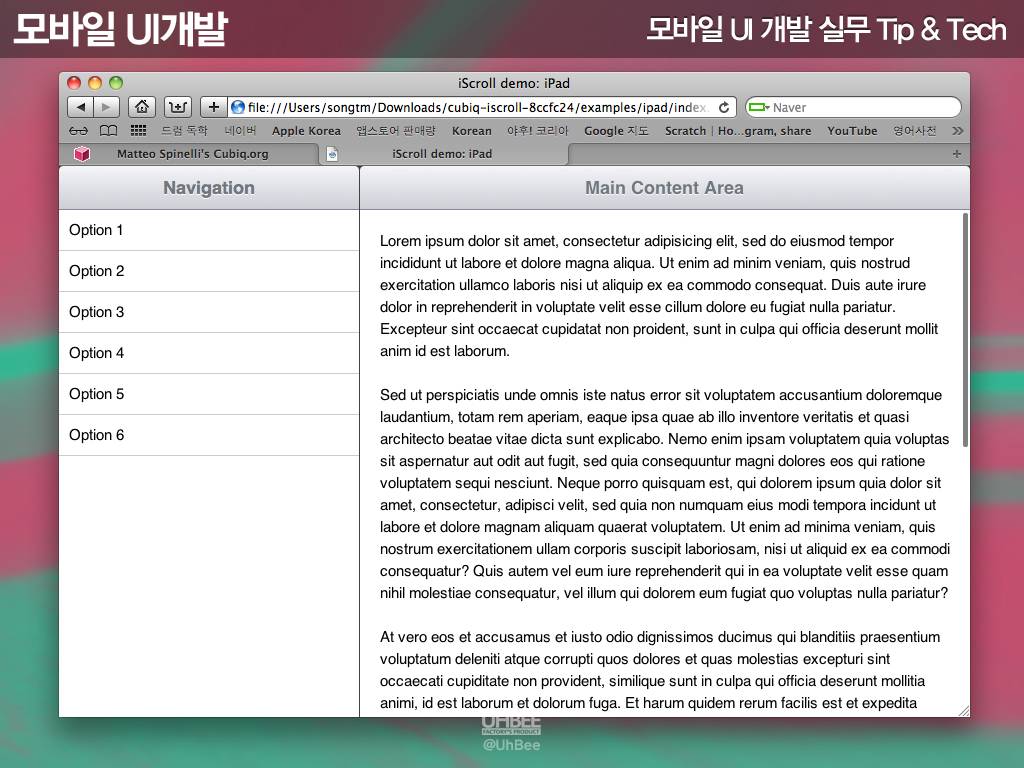 모바일 UI개발
모바일 UI 개발 실무 Tip & Tech
iScroll demo: iPad
file:///Users/songtm/Downloads/cubiq-iscroll-8ccfc24/examples/ipad/index.
Naver
드럼 독학 네이버 Apple Korea 앱스토어 판매량 Korean 야후! 코리아 Google 지도 Scratch | Ho...gram, share YouTube 영어사전
Matteo Spinelli's Cubiq.org
iScroll demo: iPad
Navigation
Main Content Area
Option 1
Option 2
Option 3
Option 4
Option 5
Option 6
Lorem ipsum dolor sit amet, consectetur adipisicing elit, sed do eiusmod tempor
incididunt ut labore et dolore magna aliqua. Ut enim ad minim veniam, quis nostrud
exercitation ullamco laboris nisi ut aliquip ex ea commodo consequat. Duis aute irure
dolor in reprehenderit in voluptate velit esse cillum dolore eu fugiat nulla pariatur.
Excepteur sint occaecat cupidatat non proident, sunt in culpa qui officia deserunt mollit
anim id est laborum.
Sed ut perspiciatis unde omnis iste natus error sit voluptatem accusantium doloremque
laudantium, totam rem aperiam, eaque ipsa quae ab illo inventore veritatis et quasi
architecto beatae vitae dicta sunt explicabo. Nemo enim ipsam voluptatem quia voluptas
sit aspernatur aut odit aut fugit, sed quia consequuntur magni dolores eos qui ratione
voluptatem sequi nesciunt. Neque porro quisquam est, qui dolorem ipsum quia dolor sit
amet, consectetur, adipisci velit, sed quia non numquam eius modi tempora incidunt ut
labore et dolore magnam aliquam quaerat voluptatem. Ut enim ad minima veniam, quis
nostrum exercitationem ullam corporis suscipit laboriosam, nisi ut aliquid ex ea commodi
consequatur? Quis autem vel eum iure reprehenderit qui in ea voluptate velit esse quam
nihil molestiae consequatur, vel illum qui dolorem eum fugiat quo voluptas nulla pariatur?
At vero eos et accusamus et iusto odio dignissimos ducimus qui blanditiis praesentium
voluptatum deleniti atque corrupti quos dolores et quas molestias excepturi sint
occaecati cupiditate non provident, similique sunt in culpa qui officia deserunt mollitia
animi, id est laborum et dolorum fuga. Et harum quidem rerum facilis est et expedita
UHBEE
FACTORY'S PRODUCT
@UhBee